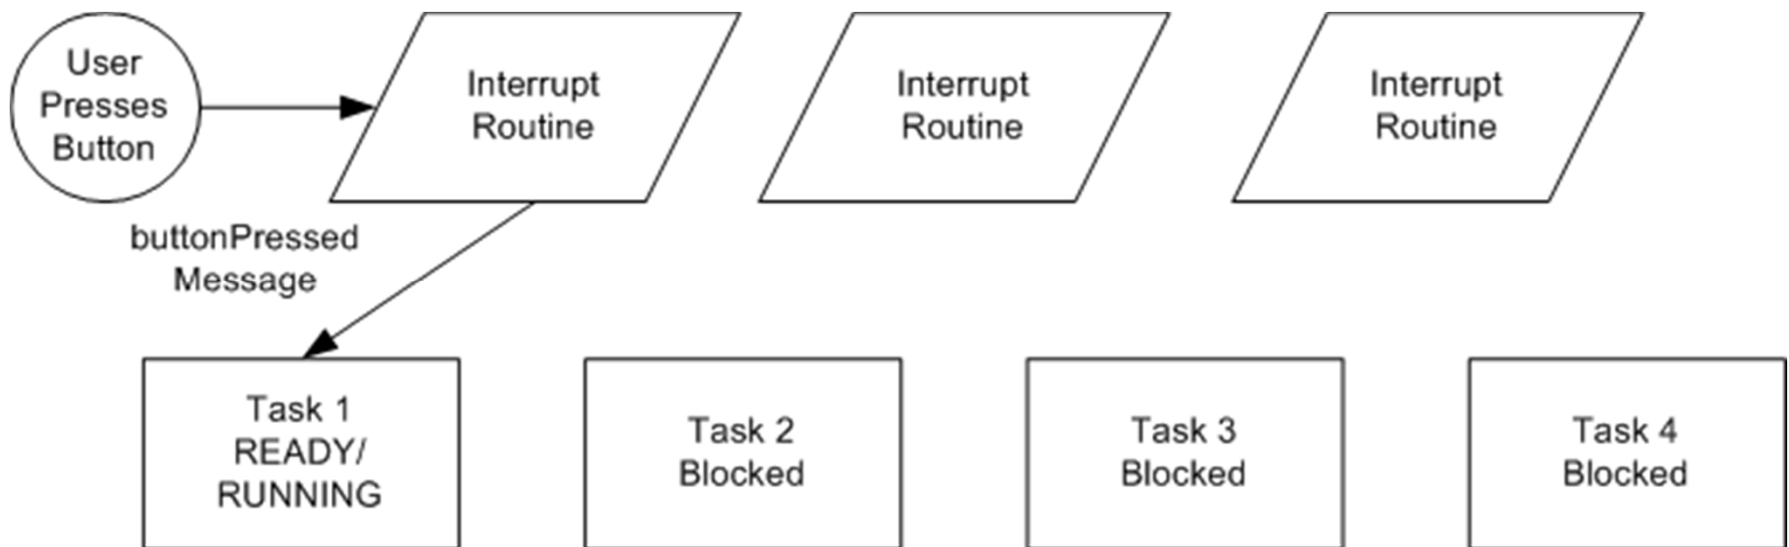 User
Presses
Button
Interrupt
Routine
Interrupt
Routine
Interrupt
Routine
buttonPressed
Message
Task 1
READY/
RUNNING
Task 2
Blocked
Task 3
Blocked
Task 4
Blocked